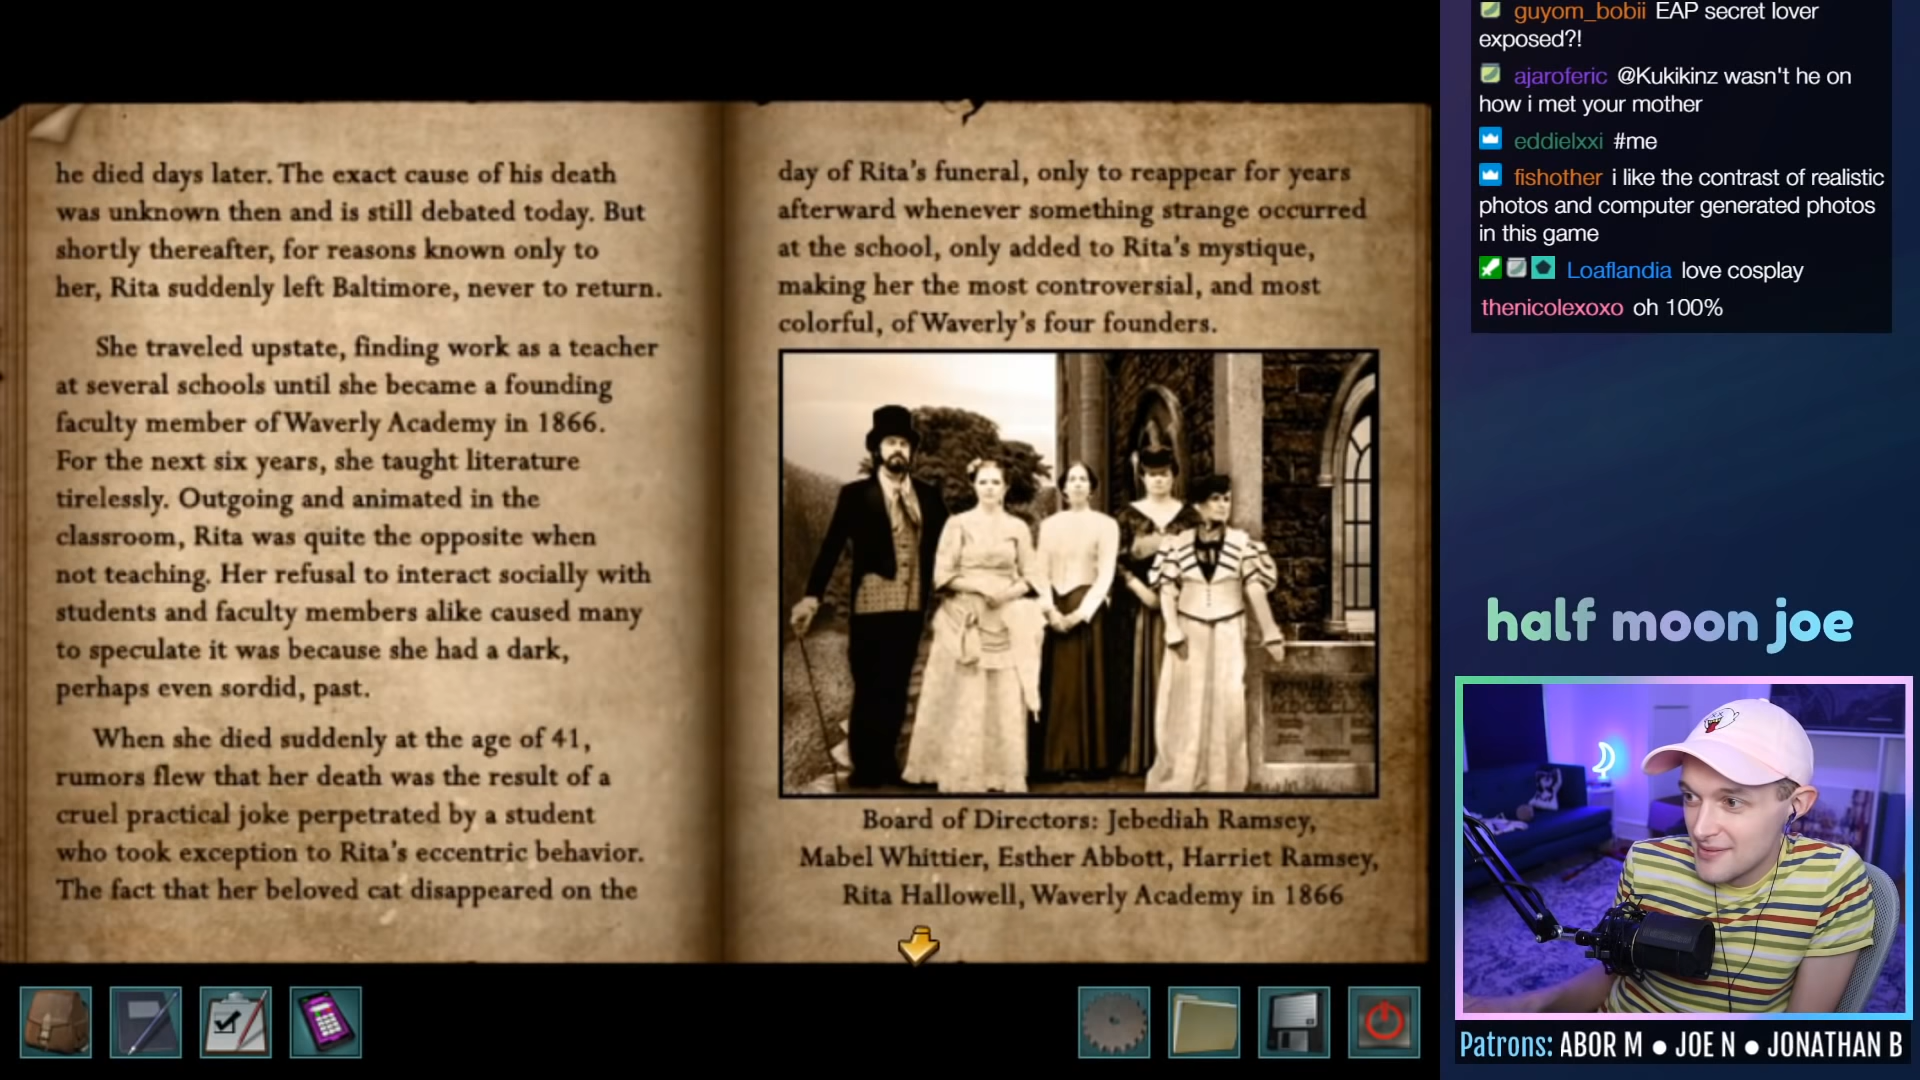 he died days later. The exact cause of his death
was unknown then and is still debated today. But
shortly thereafter, for reasons known only to
her, Rita suddenly left Baltimore, never to return.
She traveled upstate, finding work as a teacher
at several schools until she became a founding
faculty member of Waverly Academy in 1866.
For the next six years, she taught literature
tirelessly. Outgoing and animated in the
classroom, Rita was quite the opposite when
not teaching. Her refusal to interact socially with
students and faculty members alike caused many
to speculate it was because she had a dark,
perhaps even sordid, past.
When she died suddenly at the age of 41,
rumors flew that her death was the result of a
cruel practical joke perpetrated by a student
who took exception to Rita's eccentric behavior.
The fact that her beloved cat disappeared on the
day of Rita's funeral, only to reappear for years
afterward whenever something strange occurred
at the school, only added to Rita's mystique,
making her the most controversial, and most
colorful, of Waverly's four founders.
Board of Directors: Jebediah Ramsey,
Mabel Whittier, Esther Abbott, Harriet Ramsey,
Rita Hallowell, Waverly Academy in 1866
guyom_bobii EAP secret lover
exposed?!
ajaroferic @Kukikinz wasn't he on
how i met your mother
eddielxxi #me
fishother i like the contrast of realistic
photos and computer generated photos
in this game
Loaflandia love cosplay
thenicolexoxo oh 100%
half moon joe
Patrons: ABOR M ● JOE N ● JONATHAN B